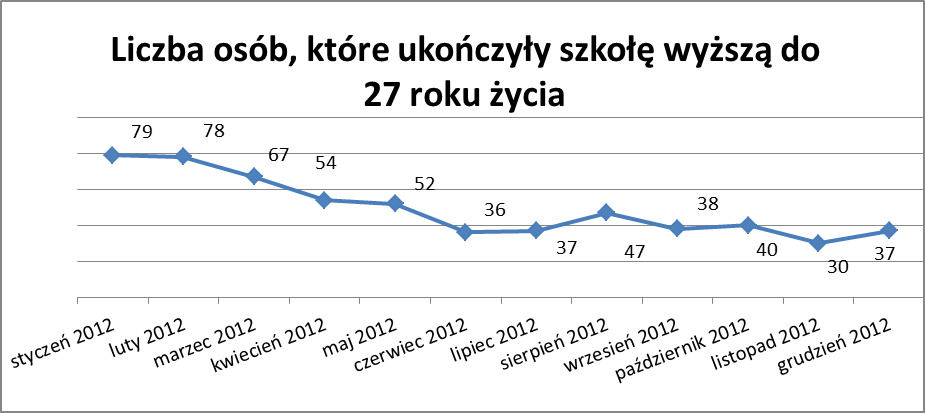 Liczba osób, które ukończyły szkołę wyższą do
27 roku życia
79
78
67
54
52
36
37
47
38
40
30
37
styczeń 2012
luty 2012
marzec 2012
kwiecień 2012
maj 2012
czerwiec 2012
lipiec 2012
sierpień 2012
wrzesień 2012
październik 2012
listopad 2012
grudzień 2012